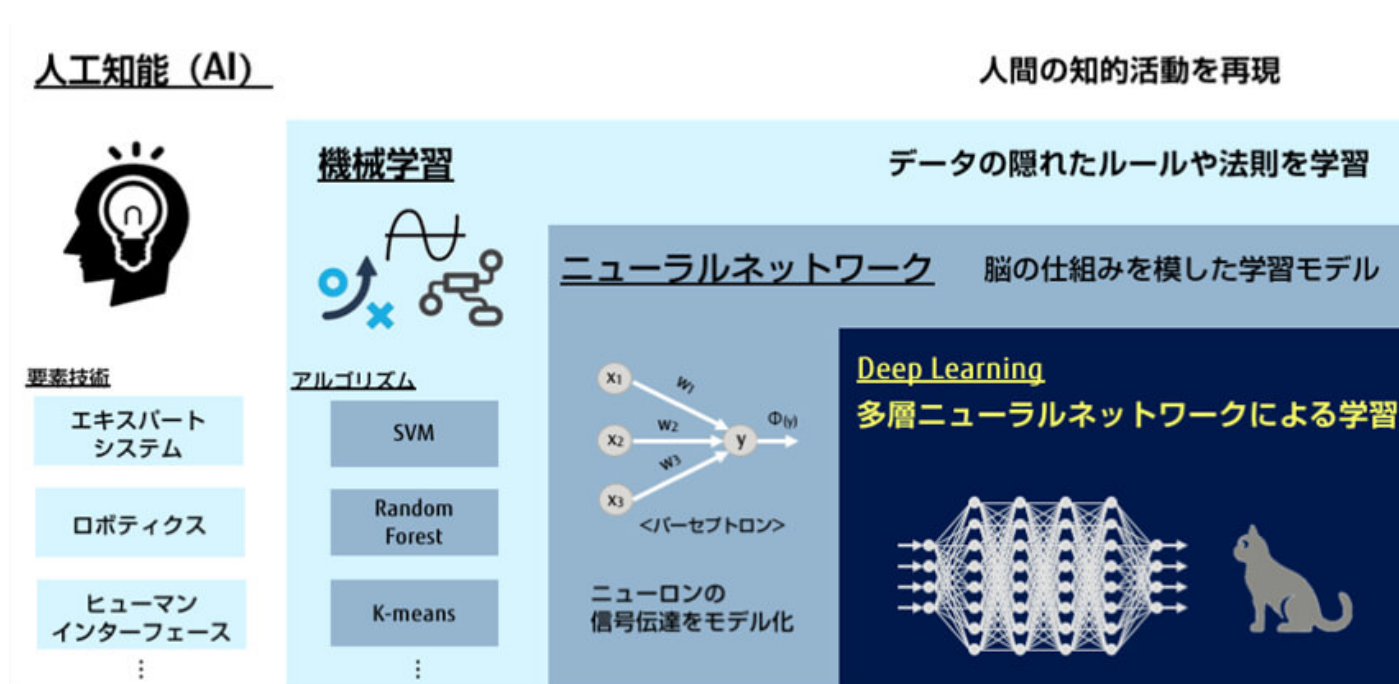 人工知能（AI）
人間の知的活動を再現
機械学習
データの隠れたルールや法則を学習
ニューラルネットワーク
脳の仕組みを模した学習モデル
Deep Learning
多層ニューラルネットワークによる学習
要素技術
エキスパート
システム
ロボティクス
ヒューマン
インターフェース
⋮
アルゴリズム
SVM
Random
Forest
K-means
⋮
x1
x2
x3
w1
w2
w3
y
Φ(y)
<パーセプトロン>
ニューロンの
信号伝達をモデル化